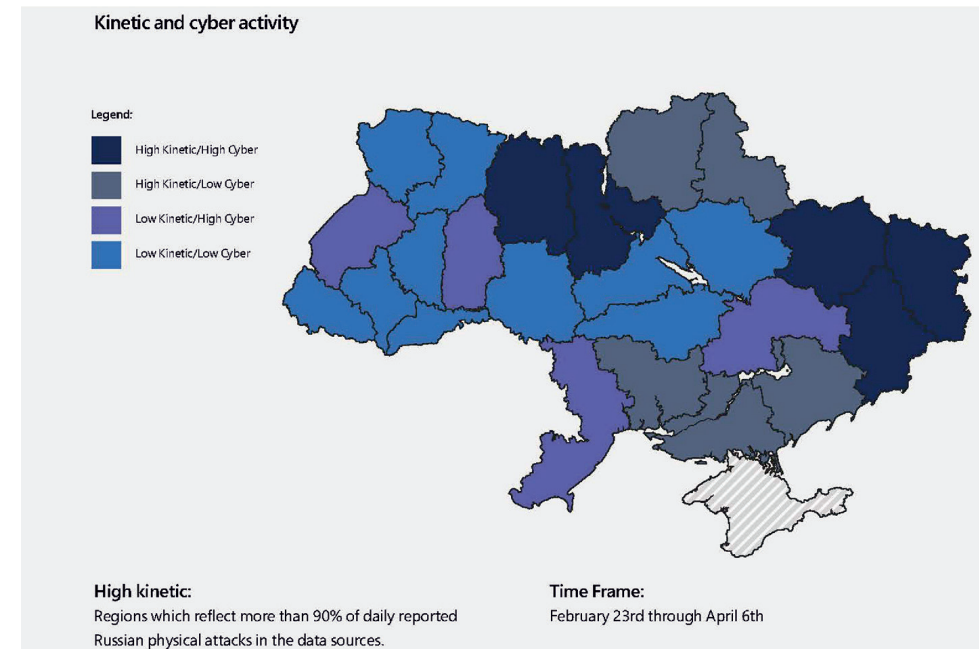 Kinetic and cyber activity
Legend:
High Kinetic/High Cyber
High Kinetic/Low Cyber
Low Kinetic/High Cyber
Low Kinetic/Low Cyber
High kinetic:
Regions which reflect more than 90% of daily reported
Russian physical attacks in the data sources.
Time Frame:
February 23rd through April 6th